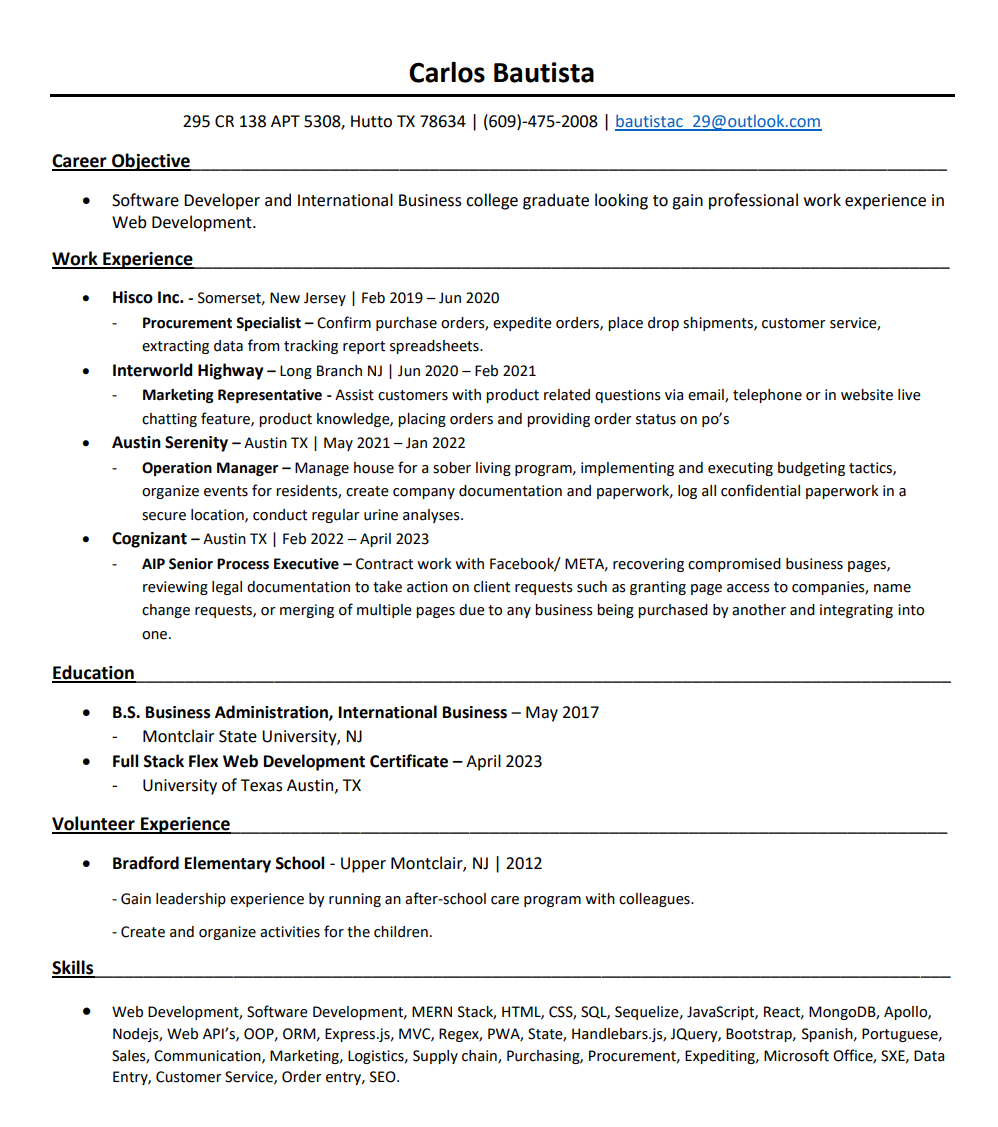 Carlos Bautista
295 CR 138 APT 5308, Hutto TX 78634 | (609)-475-2008 | bautistac_29@outlook.com
Career Objective
• Software Developer and International Business college graduate looking to gain professional work experience in
Web Development.
Work Experience
• Hisco Inc. - Somerset, New Jersey | Feb 2019 – Jun 2020
- Procurement Specialist – Confirm purchase orders, expedite orders, place drop shipments, customer service,
extracting data from tracking report spreadsheets.
• Interworld Highway – Long Branch NJ | Jun 2020 – Feb 2021
- Marketing Representative - Assist customers with product related questions via email, telephone or in website live
chatting feature, product knowledge, placing orders and providing order status on po’s
• Austin Serenity – Austin TX | May 2021 – Jan 2022
- Operation Manager – Manage house for a sober living program, implementing and executing budgeting tactics,
organize events for residents, create company documentation and paperwork, log all confidential paperwork in a
secure location, conduct regular urine analyses.
• Cognizant – Austin TX | Feb 2022 – April 2023
- AIP Senior Process Executive – Contract work with Facebook/ META, recovering compromised business pages,
reviewing legal documentation to take action on client requests such as granting page access to companies, name
change requests, or merging of multiple pages due to any business being purchased by another and integrating into
one.
Education
• B.S. Business Administration, International Business – May 2017
- Montclair State University, NJ
• Full Stack Flex Web Development Certificate – April 2023
- University of Texas Austin, TX
Volunteer Experience
• Bradford Elementary School - Upper Montclair, NJ | 2012
- Gain leadership experience by running an after-school care program with colleagues.
- Create and organize activities for the children.
Skills
• Web Development, Software Development, MERN Stack, HTML, CSS, SQL, Sequelize, JavaScript, React, MongoDB, Apollo,
Nodejs, Web API’s, OOP, ORM, Express.js, MVC, Regex, PWA, State, Handlebars.js, JQuery, Bootstrap, Spanish, Portuguese,
Sales, Communication, Marketing, Logistics, Supply chain, Purchasing, Procurement, Expediting, Microsoft Office, SXE, Data
Entry, Customer Service, Order entry, SEO.